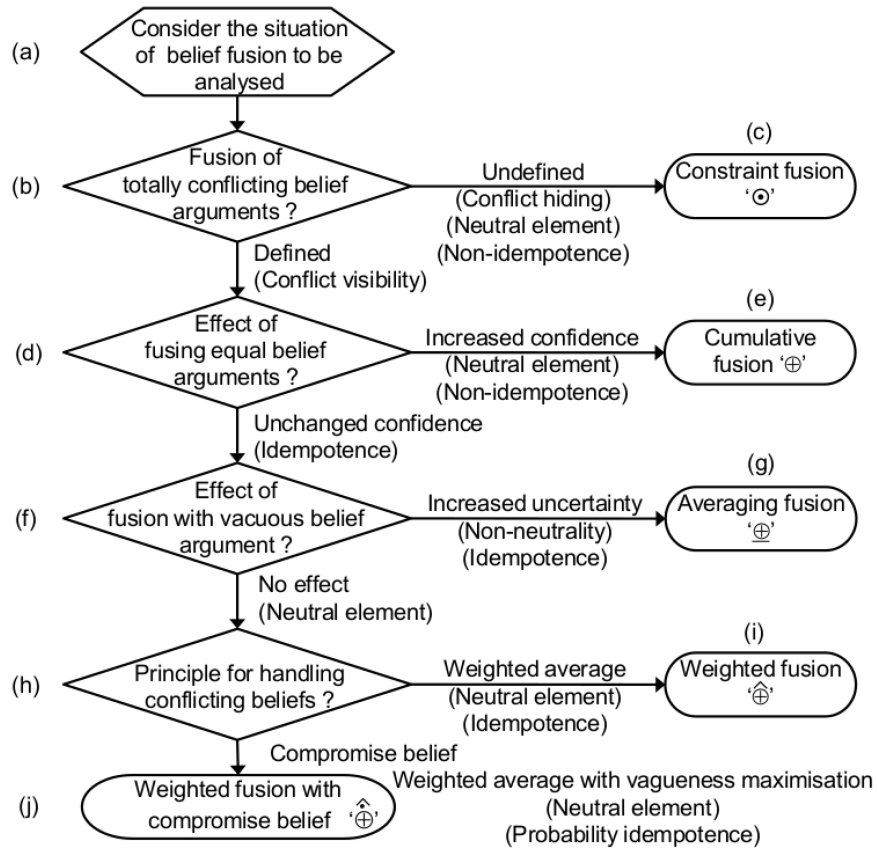 (a)
Consider the situation
of belief fusion to be
analysed
(b)
Fusion of
totally conflicting belief
arguments ?
Undefined
(Conflict hiding)
(Neutral element)
(Non-idempotence)
(c)
Constraint fusion
‘⊙’
Defined
(Conflict visibility)
(d)
Effect of
fusing equal belief
arguments ?
Increased confidence
(Neutral element)
(Non-idempotence)
(e)
Cumulative
fusion ‘⊕’
Unchanged confidence
(Idempotence)
(f)
Effect of
fusion with vacuous belief
argument ?
Increased uncertainty
(Non-neutrality)
(Idempotence)
(g)
Averaging fusion
‘⊕̲’
No effect
(Neutral element)
(h)
Principle for handling
conflicting beliefs ?
Weighted average
(Neutral element)
(Idempotence)
(i)
Weighted fusion
‘⊕̂’
Compromise belief
(j)
Weighted fusion with
compromise belief ‘⊕̂̇’
Weighted average with vagueness maximisation
(Neutral element)
(Probability idempotence)